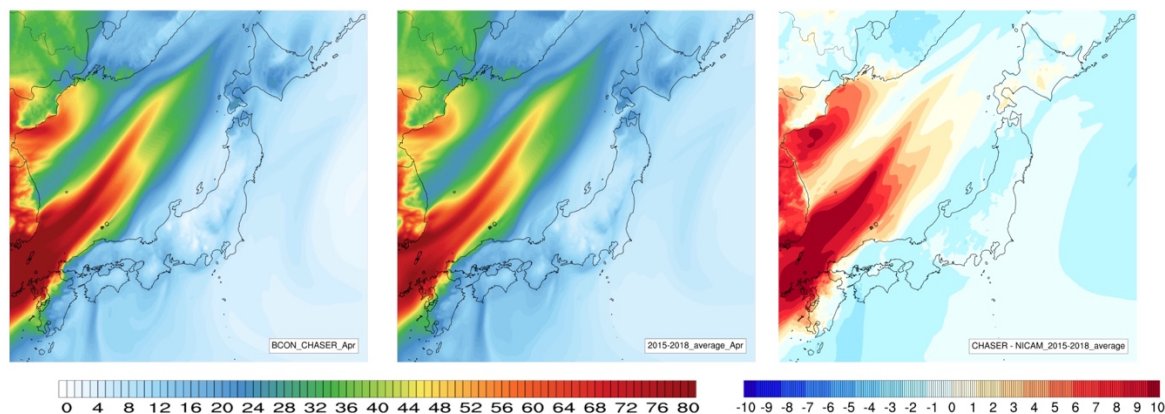 BCON_CHASER_Apr
2015-2018_average_Apr
CHASER - NICAM_2015-2018_average
0 4 8 12 16 20 24 28 32 36 40 44 48 52 56 60 64 68 72 76 80
-10 -9 -8 -7 -6 -5 -4 -3 -2 -1 0 1 2 3 4 5 6 7 8 9 10